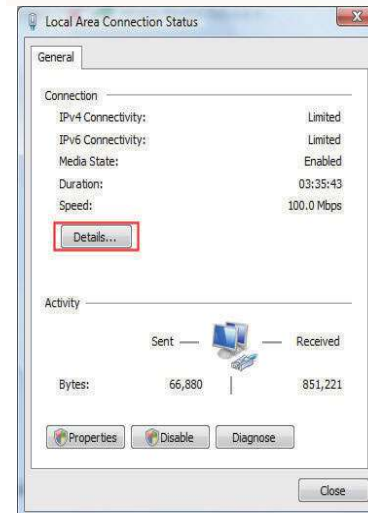 Local Area Connection Status
General
Connection
IPv4 Connectivity: Limited
IPv6 Connectivity: Limited
Media State: Enabled
Duration: 03:35:43
Speed: 100.0 Mbps
Details...
Activity
Sent Received
Bytes: 66,880 851,221
Properties Disable Diagnose
Close